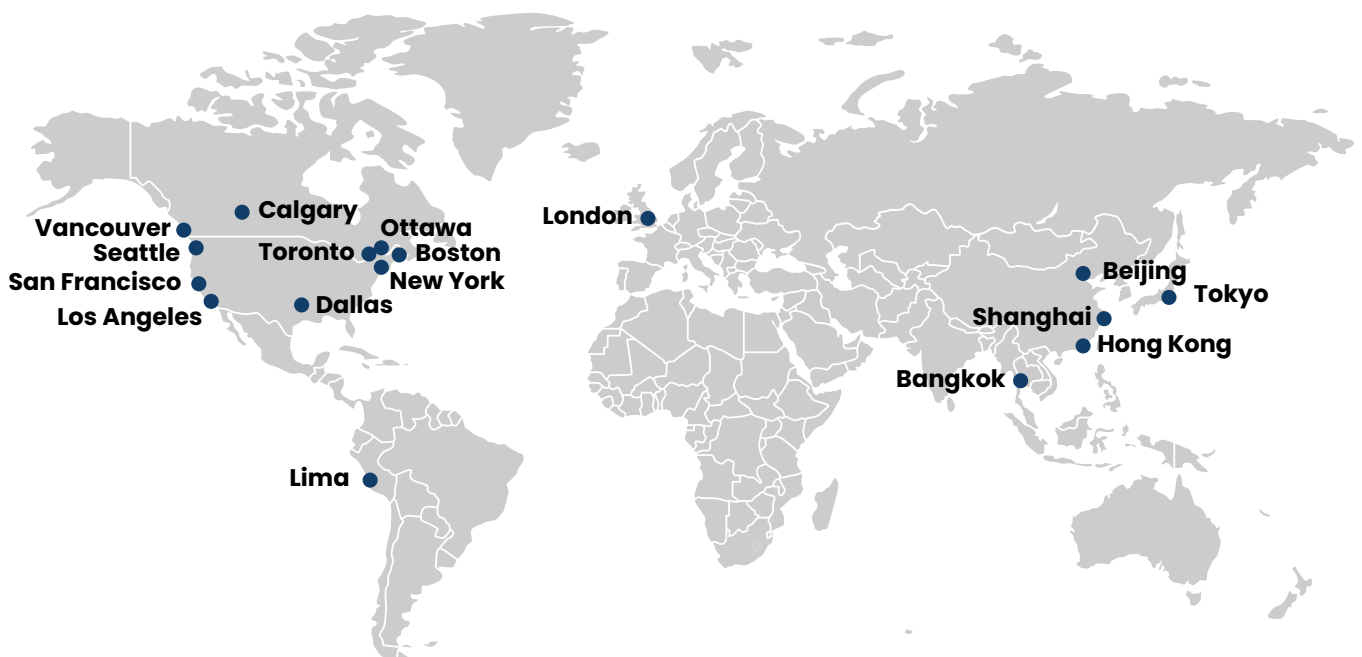 Calgary
Vancouver
Seattle
San Francisco
Los Angeles
Dallas
Toronto
Ottawa
Boston
New York
Lima
London
Beijing
Tokyo
Shanghai
Hong Kong
Bangkok